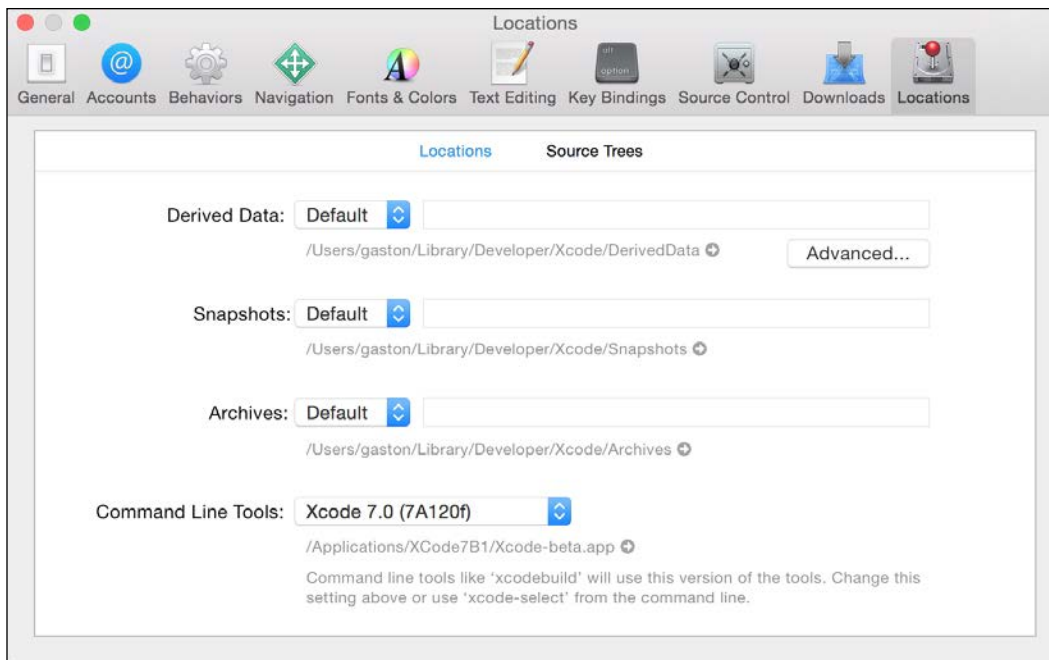 Locations
General Accounts Behaviors Navigation Fonts & Colors Text Editing Key Bindings Source Control Downloads Locations
Locations Source Trees
Derived Data: Default
/Users/gaston/Library/Developer/Xcode/DerivedData
Advanced...
Snapshots: Default
/Users/gaston/Library/Developer/Xcode/Snapshots
Archives: Default
/Users/gaston/Library/Developer/Xcode/Archives
Command Line Tools: Xcode 7.0 (7A120f)
/Applications/XCode7B1/Xcode-beta.app
Command line tools like ‘xcodebuild’ will use this version of the tools. Change this
setting above or use ‘xcode-select’ from the command line.